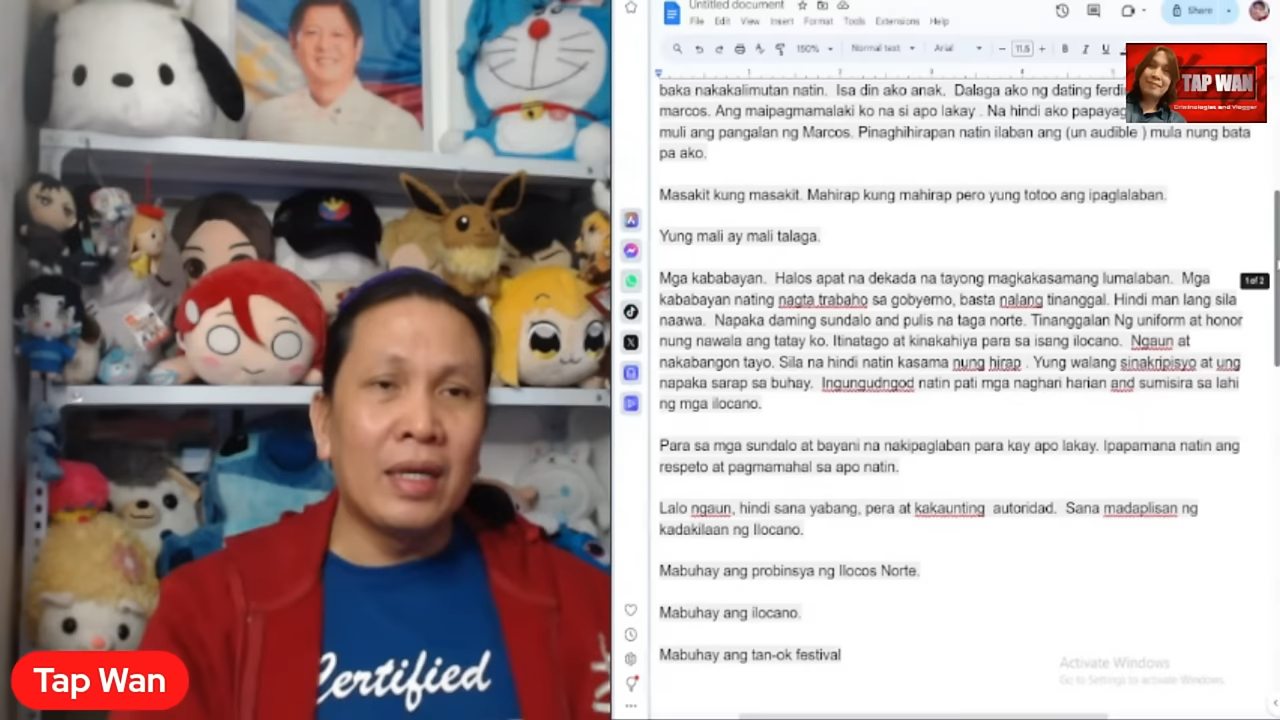 Untitled document
File Edit View Insert Format Tools Extensions Help
Share
150% Normal text Arial 11.5 B I U
TAP WAN
Criminologist and Vlogger
baka nakakalimutan natin. Isa din ako anak. Dalaga ako ng dating ferdi
marcos. Ang maipagmamalaki ko na si apo lakay . Na hindi ako papayag
muli ang pangalan ng Marcos. Pinaghihirapan natin ilaban ang (un audible ) mula nung bata
pa ako.
Masakit kung masakit. Mahirap kung mahirap pero yung totoo ang ipaglalaban.
Yung mali ay mali talaga.
Mga kababayan. Halos apat na dekada na tayong magkakasamang lumalaban. Mga
kababayan nating nagta trabaho sa gobyerno, basta nalang tinanggal. Hindi man lang sila
naawa. Napaka daming sundalo and pulis na taga norte. Tinanggalan Ng uniform at honor
nung nawala ang tatay ko. Itinatago at kinakahiya para sa isang ilocano. Ngaun at
nakabangon tayo. Sila na hindi natin kasama nung hirap . Yung walang sinakripisyo at ung
napaka sarap sa buhay. Ingungudngod natin pati mga naghari harian and sumisira sa lahi
ng mga ilocano.
Para sa mga sundalo at bayani na nakipaglaban para kay apo lakay. Ipapamana natin ang
respeto at pagmamahal sa apo natin.
Lalo ngaun, hindi sana yabang, pera at kakaunting autoridad. Sana madaplisan ng
kadakilaan ng Ilocano.
Mabuhay ang probinsya ng Ilocos Norte.
Mabuhay ang ilocano.
Mabuhay ang tan-ok festival
1 of 2
Activate Windows
Go to Settings to activate Windows.
Certified
Tap Wan